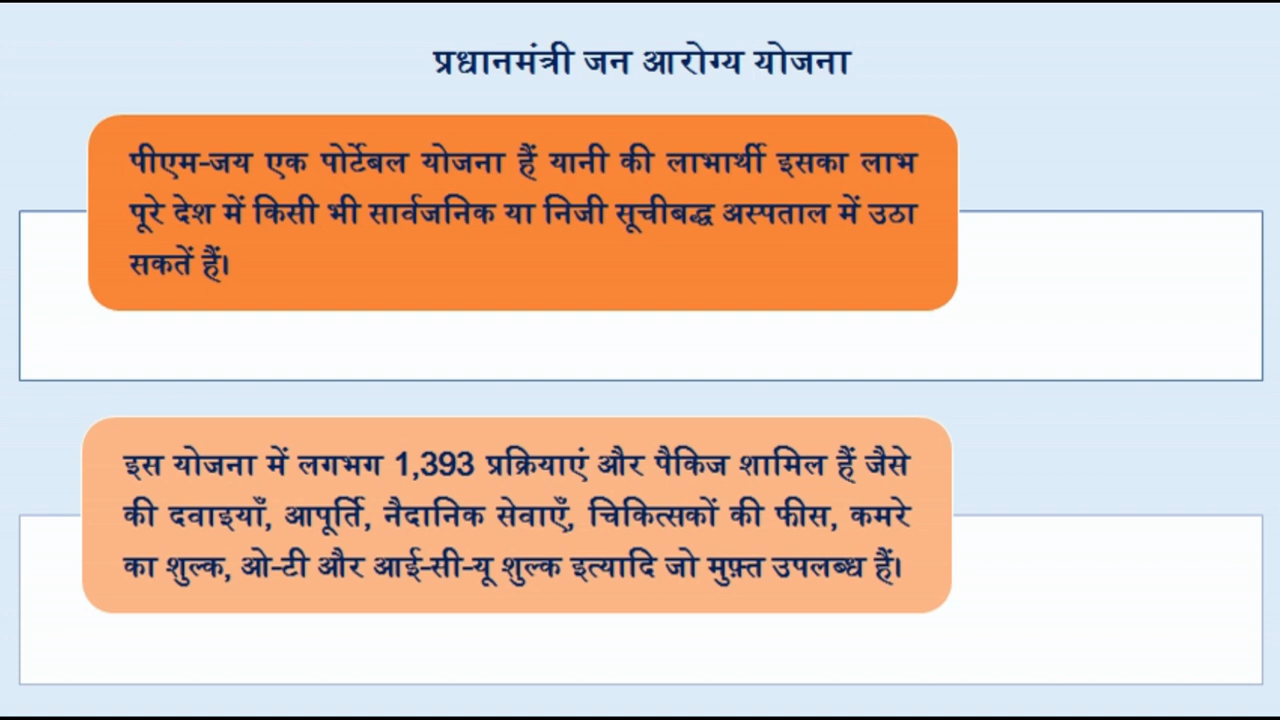 प्रधानमंत्री जन आरोग्य योजना
पीएम-जय एक पोर्टेबल योजना हैं यानी की लाभार्थी इसका लाभ
पूरे देश में किसी भी सार्वजनिक या निजी सूचीबद्ध अस्पताल में उठा
सकतें हैं।
इस योजना में लगभग 1,393 प्रक्रियाएं और पैकिज शामिल हैं जैसे
की दवाइयाँ, आपूर्ति, नैदानिक सेवाएँ, चिकित्सकों की फीस, कमरे
का शुल्क, ओ-टी और आई-सी-यू शुल्क इत्यादि जो मुफ़्त उपलब्ध हैं।